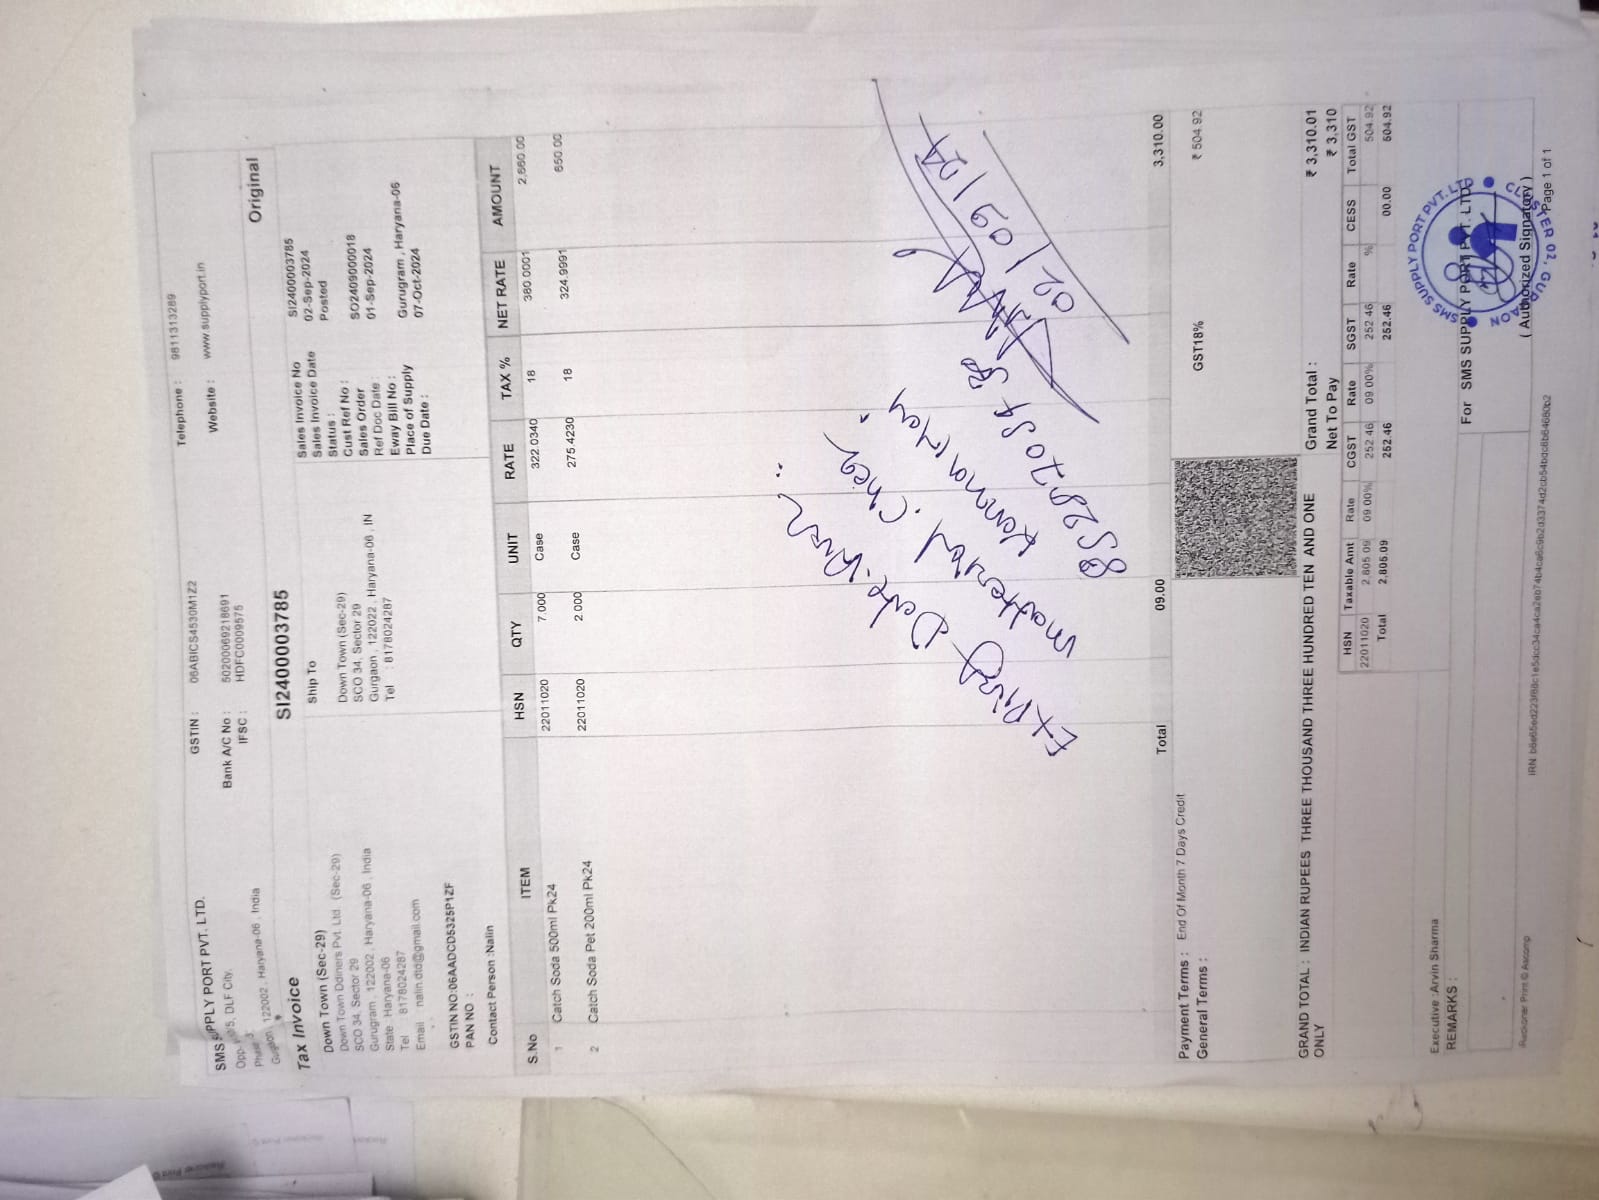 SMS SUPPLY PORT PVT. LTD.
DLF City,
122002 , Haryana-06 , India
Telephone : 9811313289
Website : www.supplyport.in
GSTIN : 06ABICS4530M1Z2
Bank A/C No : 50200069218691
IFSC : HDFC0009575
Tax Invoice
SI2400003785
Original
Down Town (Sec-29)
Down Town Ddiners Pvt. Ltd. (Sec-29)
SCO 34, Sector 29
Gurugram , 122002 , Haryana-06 , India
State : Haryana-06
Tel : 8178024287
Email : nalin.dtd@gmail.com
GSTIN NO:06AADCD5325P1ZF
PAN NO :
Contact Person :Nalin
Ship To
Down Town (Sec-29)
SCO 34, Sector 29
Gurgaon , 122022 , Haryana-06 , IN
Tel : 8178024287
Sales Invoice No SI2400003785
Sales Invoice Date 02-Sep-2024
Status : Posted
Cust Ref No :
Sales Order SO2409000018
Ref Doc Date : 01-Sep-2024
Eway Bill No :
Place of Supply Gurugram , Haryana-06
Due Date : 07-Oct-2024
S.No ITEM HSN QTY UNIT RATE TAX % NET RATE AMOUNT
1 Catch Soda 500ml Pk24 22011020 7.000 Case 322.0340 18 380.0001 2,660.00
2 Catch Soda Pet 200ml Pk24 22011020 2.000 Case 275.4230 18 324.9991 650.00
02/09/24
Total 09.00 3,310.00
Payment Terms : End Of Month 7 Days Credit
General Terms :
GST18% ₹ 504.92
GRAND TOTAL : INDIAN RUPEES THREE THOUSAND THREE HUNDRED TEN AND ONE
ONLY
Grand Total : ₹ 3,310.01
Net To Pay ₹ 3,310
HSN Taxable Amt Rate CGST Rate SGST Rate CESS Total GST
22011020 2,805.09 09.00% 252.46 09.00% 252.46 % 504.92
Total 2,805.09 252.46 252.46 00.00 504.92
Executive :Arvin Sharma
REMARKS :
For SMS SUPPLY PORT PVT. LTD.
SMS SUPPLY PORT PVT. LTD.
CLUSTER 02, GURGAON
( Authorized Signatory )
Page 1 of 1